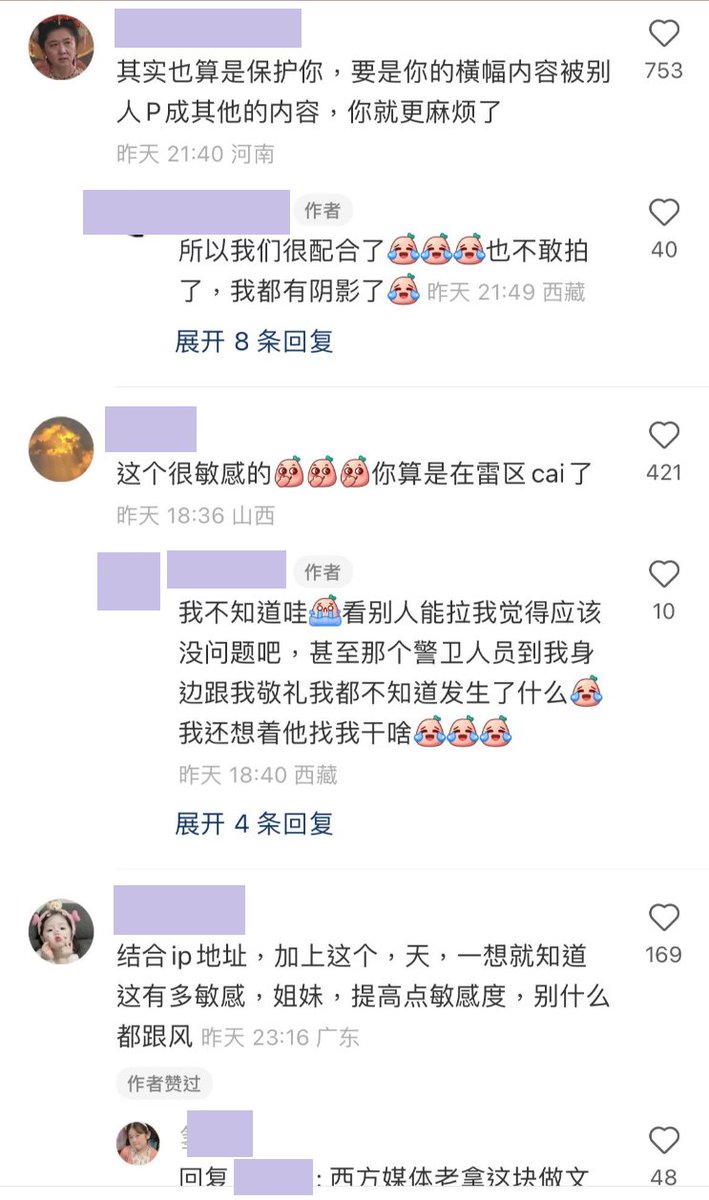 其实也算是保护你，要是你的横幅内容被别
753
人P成其他的内容，你就更麻烦了
昨天 21:40 河南
作者
所以我们很配合了也不敢拍
40
了，我都有阴影了 昨天 21:49 西藏
展开 8 条回复
这个很敏感的你算是在雷区cai了
421
昨天 18:36 山西
作者
我不知道哇看别人能拉我觉得应该
10
没问题吧，甚至那个警卫人员到我身
边跟我敬礼我都不知道发生了什么
我还想着他找我干啥
昨天 18:40 西藏
展开 4 条回复
结合ip地址，加上这个，天，一想就知道
169
这有多敏感，姐妹，提高点敏感度，别什么
都跟风 昨天 23:16 广东
作者赞过
回复 : 西方媒体老拿这块做文
48